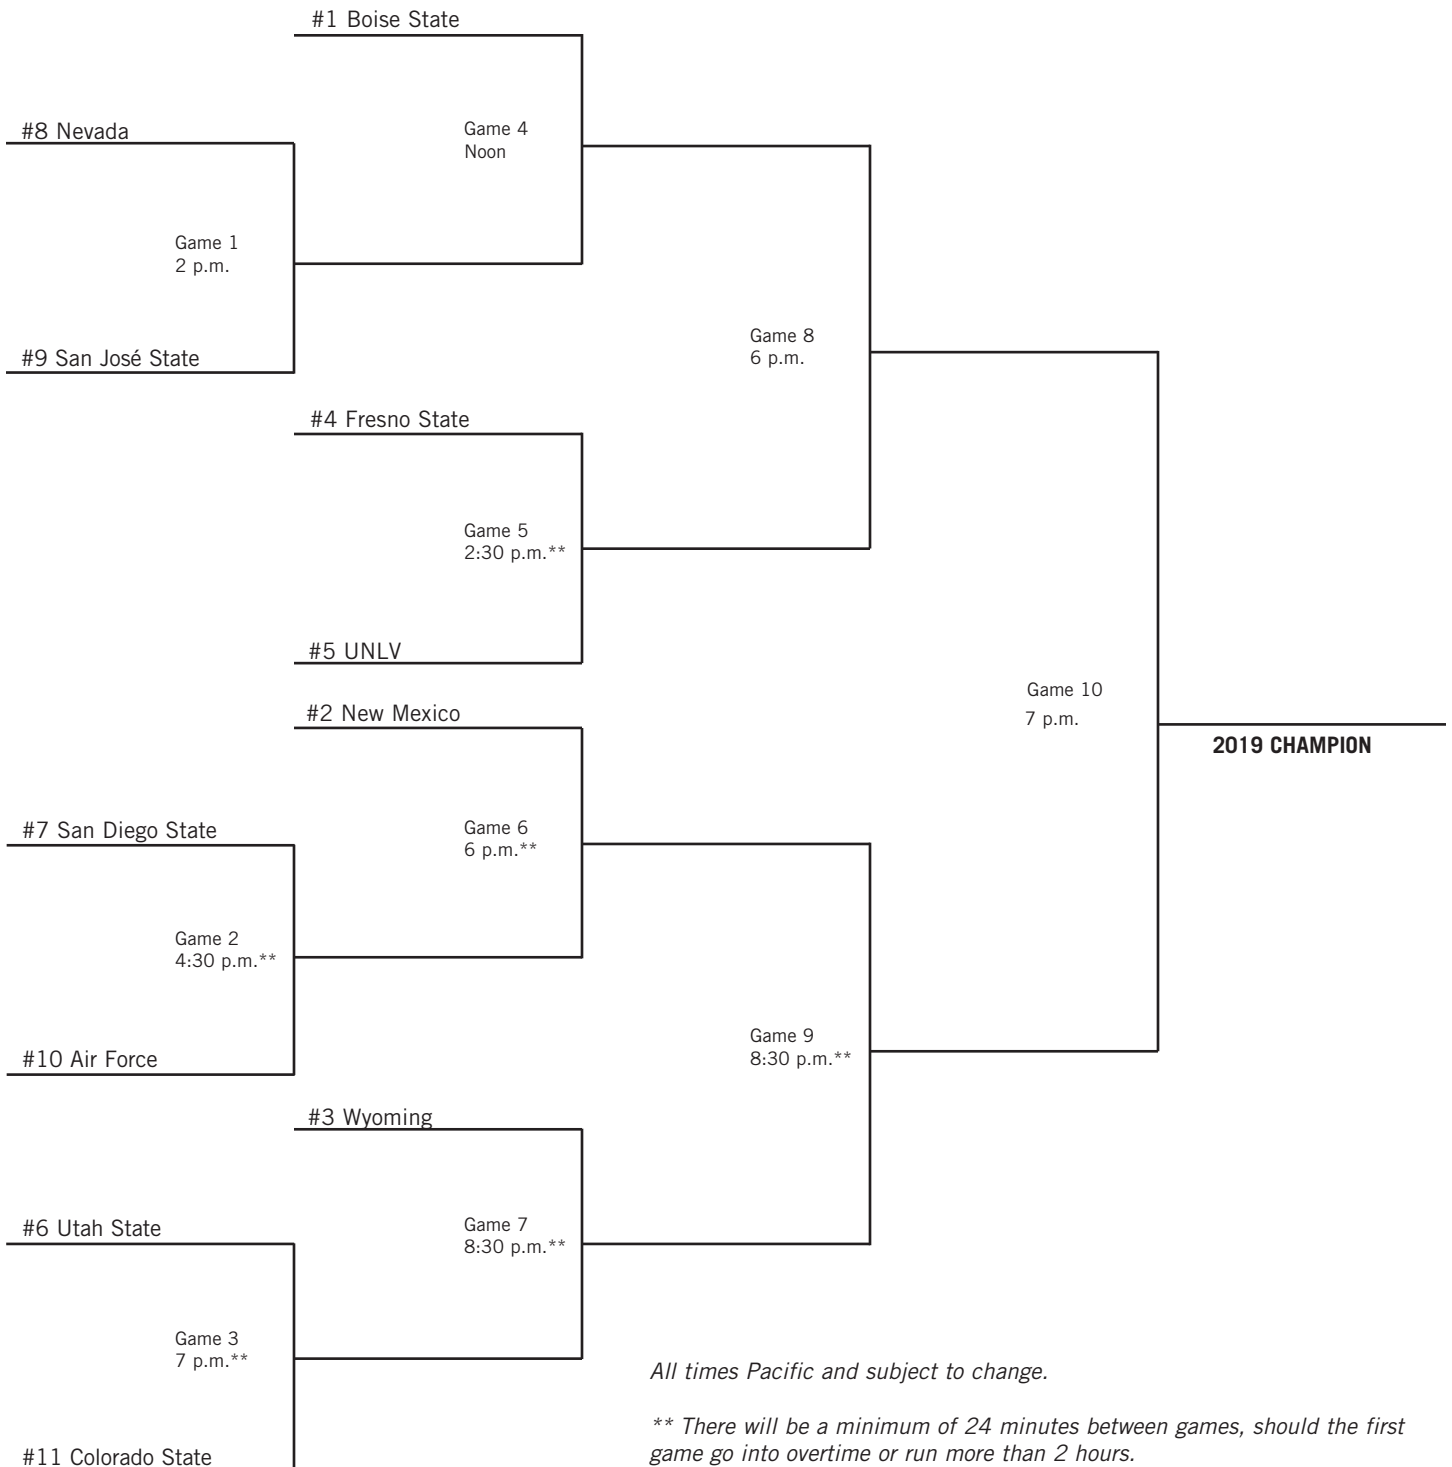 #1 Boise State
#8 Nevada
Game 4
Noon
Game 1
2 p.m.
#9 San José State
Game 8
6 p.m.
#4 Fresno State
Game 5
2:30 p.m.**
#5 UNLV
Game 10
7 p.m.
2019 CHAMPION
#2 New Mexico
#7 San Diego State
Game 6
6 p.m.**
Game 2
4:30 p.m.**
#10 Air Force
Game 9
8:30 p.m.**
#3 Wyoming
#6 Utah State
Game 7
8:30 p.m.**
Game 3
7 p.m.**
#11 Colorado State
All times Pacific and subject to change.
** There will be a minimum of 24 minutes between games, should the first
game go into overtime or run more than 2 hours.